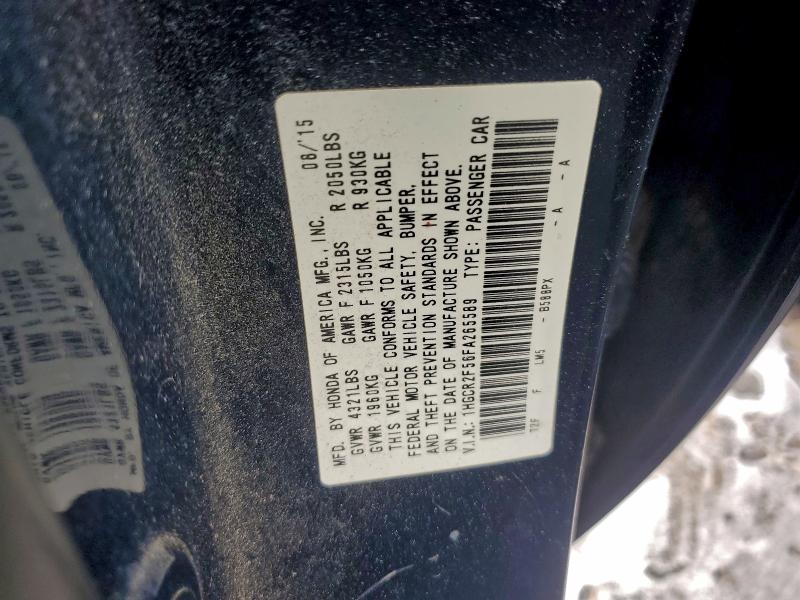 MFD. BY HONDA OF AMERICA MFG., INC. 08/'15
GVWR 4321LBS GAWR F 2315LBS R 2050LBS
GVWR 1960KG GAWR F 1050KG R 930KG
THIS VEHICLE CONFORMS TO ALL APPLICABLE
FEDERAL MOTOR VEHICLE SAFETY, BUMPER,
AND THEFT PREVENTION STANDARDS IN EFFECT
ON THE DATE OF MANUFACTURE SHOWN ABOVE.
V.I.N.: 1HGCR2F56FA265589 TYPE: PASSENGER CAR
T2F F LM5 - B588PX - A - A